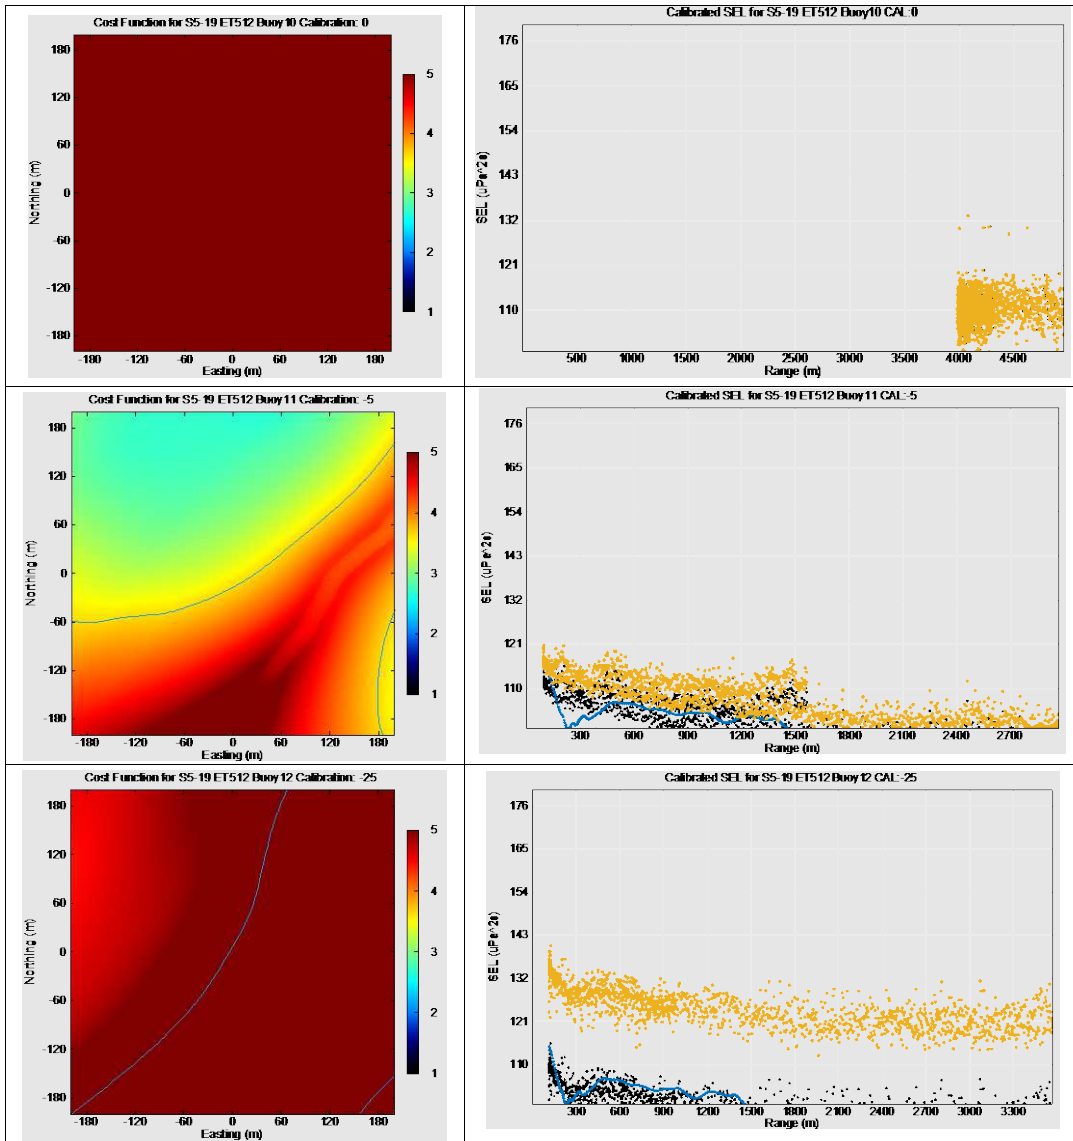 Cost Function for S5-19 ET512 Buoy10 Calibration: 0
180
120
60
0
-60
-120
-180
Northing (m)
-180 -120 -60 0 60 120 180
Easting (m)
5
4
3
2
1
Calibrated SEL for S5-19 ET512 Buoy10 CAL:0
176
165
154
143
132
121
110
SEL (uPa^2s)
500 1000 1500 2000 2500 3000 3500 4000 4500
Range (m)
Cost Function for S5-19 ET512 Buoy11 Calibration: -5
180
120
60
0
-60
-120
-180
Northing (m)
-180 -120 -60 0 60 120 180
Easting (m)
5
4
3
2
1
Calibrated SEL for S5-19 ET512 Buoy11 CAL:-5
176
165
154
143
132
121
110
SEL (uPa^2s)
300 600 900 1200 1500 1800 2100 2400 2700
Range (m)
Cost Function for S5-19 ET512 Buoy12 Calibration: -25
180
120
60
0
-60
-120
-180
Northing (m)
-180 -120 -60 0 60 120 180
Easting (m)
5
4
3
2
1
Calibrated SEL for S5-19 ET512 Buoy12 CAL:-25
176
165
154
143
132
121
110
SEL (uPa^2s)
300 600 900 1200 1500 1800 2100 2400 2700 3000 3300
Range (m)